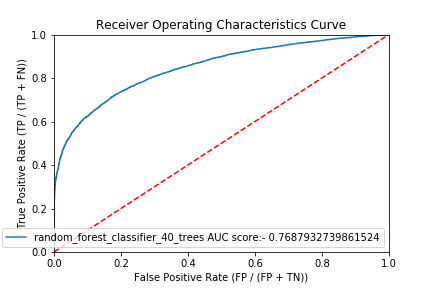 Receiver Operating Characteristics Curve
1.0
0.8
0.6
0.4
0.2
0.0
True Positive Rate (TP / (TP + FN))
random_forest_classifier_40_trees AUC score:- 0.7687932739861524
0.0 0.2 0.4 0.6 0.8 1.0
False Positive Rate (FP / (FP + TN))